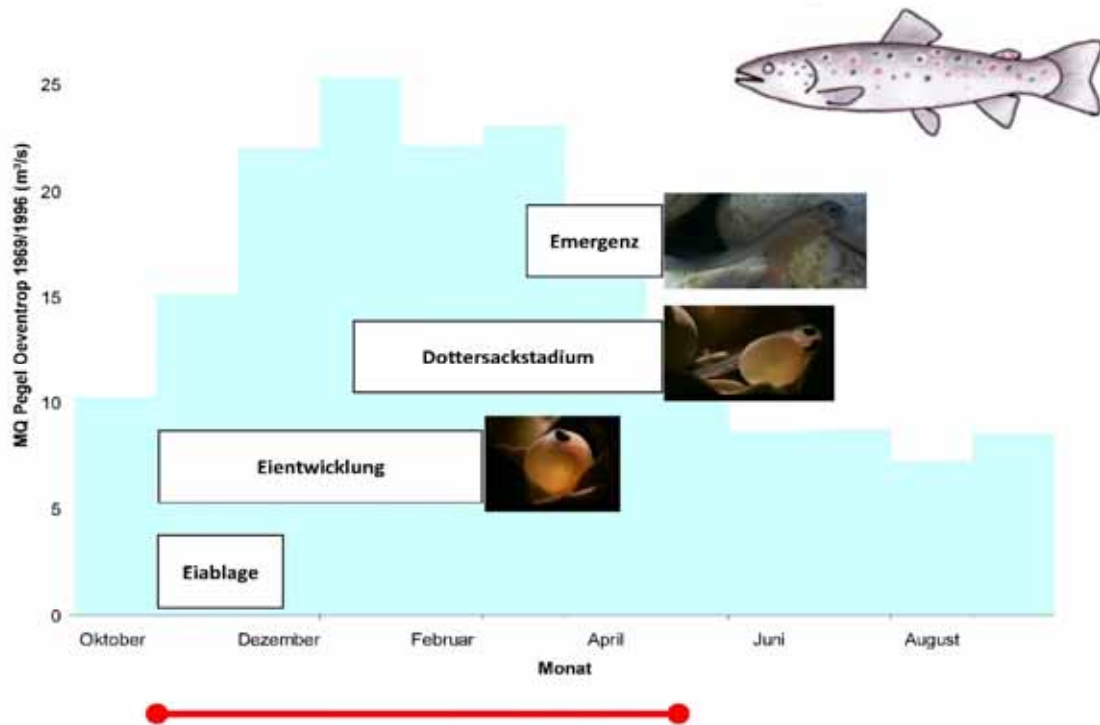 MQ Pegel Oeventrop 1969/1996 (m³/s)
25
20
15
10
5
0
Emergenz
Dottersackstadium
Eientwicklung
Eiablage
Oktober
Dezember
Februar
April
Juni
August
Monat